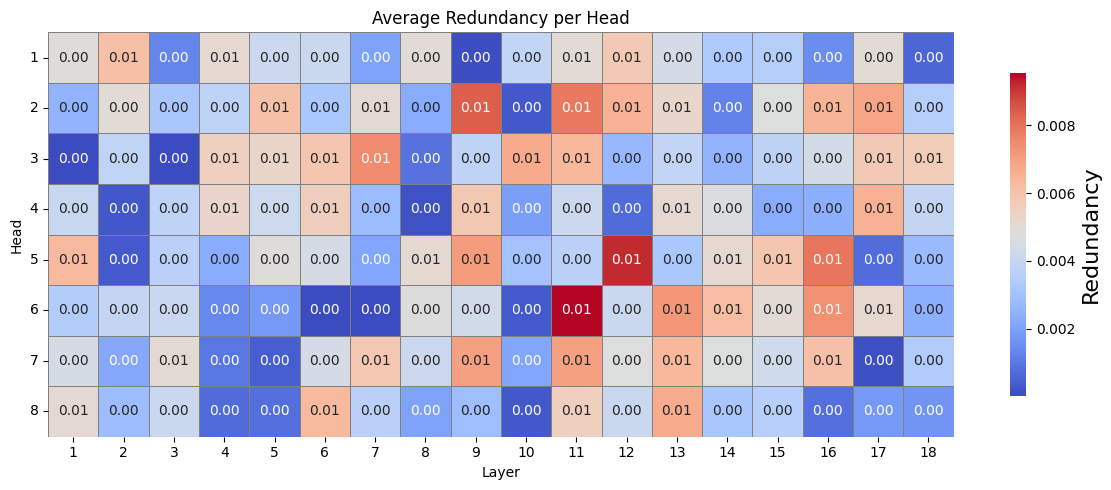 Average Redundancy per Head
1 0.00 0.01 0.00 0.01 0.00 0.00 0.00 0.00 0.00 0.00 0.01 0.01 0.00 0.00 0.00 0.00 0.00 0.00
2 0.00 0.00 0.00 0.00 0.01 0.00 0.01 0.00 0.01 0.00 0.01 0.01 0.01 0.00 0.00 0.01 0.01 0.00
0.008
3 0.00 0.00 0.00 0.01 0.01 0.01 0.01 0.00 0.00 0.01 0.01 0.00 0.00 0.00 0.00 0.00 0.01 0.01
0.006
4 0.00 0.00 0.00 0.01 0.00 0.01 0.00 0.00 0.01 0.00 0.00 0.00 0.01 0.00 0.00 0.00 0.01 0.00
Head
Redundancy
5 0.01 0.00 0.00 0.00 0.00 0.00 0.00 0.01 0.01 0.00 0.00 0.01 0.00 0.01 0.01 0.01 0.00 0.00
0.004
6 0.00 0.00 0.00 0.00 0.00 0.00 0.00 0.00 0.00 0.00 0.01 0.00 0.01 0.01 0.00 0.01 0.01 0.00
0.002
7 0.00 0.00 0.01 0.00 0.00 0.00 0.01 0.00 0.01 0.00 0.01 0.00 0.01 0.00 0.00 0.01 0.00 0.00
8 0.01 0.00 0.00 0.00 0.00 0.01 0.00 0.00 0.00 0.00 0.01 0.00 0.01 0.00 0.00 0.00 0.00 0.00
1 2 3 4 5 6 7 8 9 10 11 12 13 14 15 16 17 18
Layer